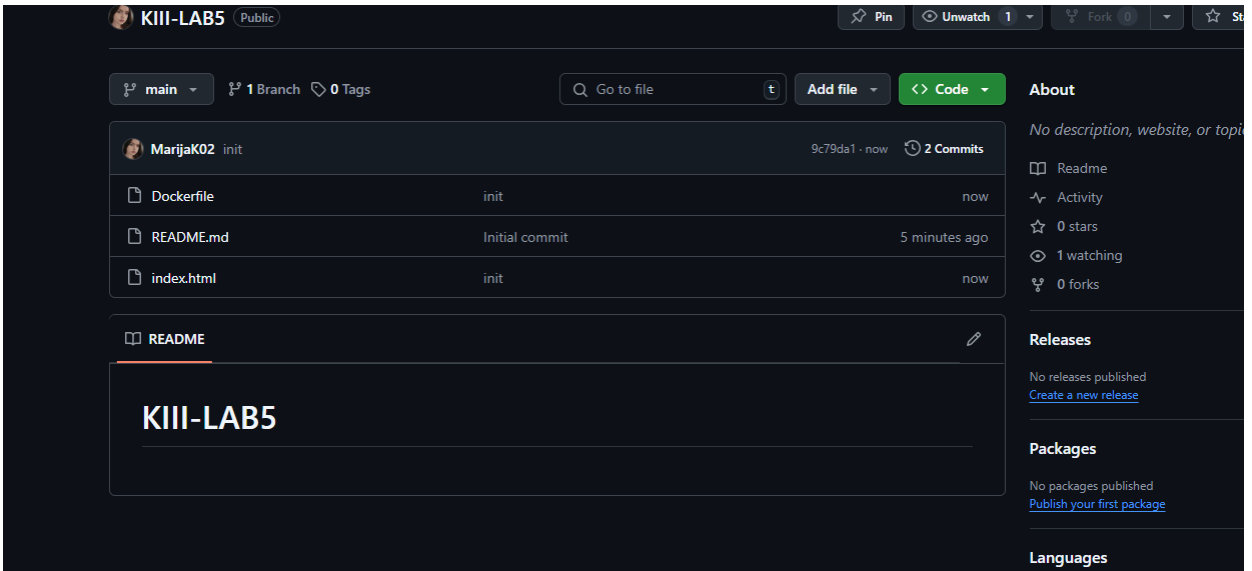 KIII-LAB5 Public
Pin Unwatch 1 Fork 0
main 1 Branch 0 Tags Go to file t Add file <> Code
MarijaK02 init 9c79da1 · now 2 Commits
Dockerfile init now
README.md Initial commit 5 minutes ago
index.html init now
README
KIII-LAB5
About
No description, website, or
Readme
Activity
0 stars
1 watching
0 forks
Releases
No releases published
Create a new release
Packages
No packages published
Publish your first package
Languages